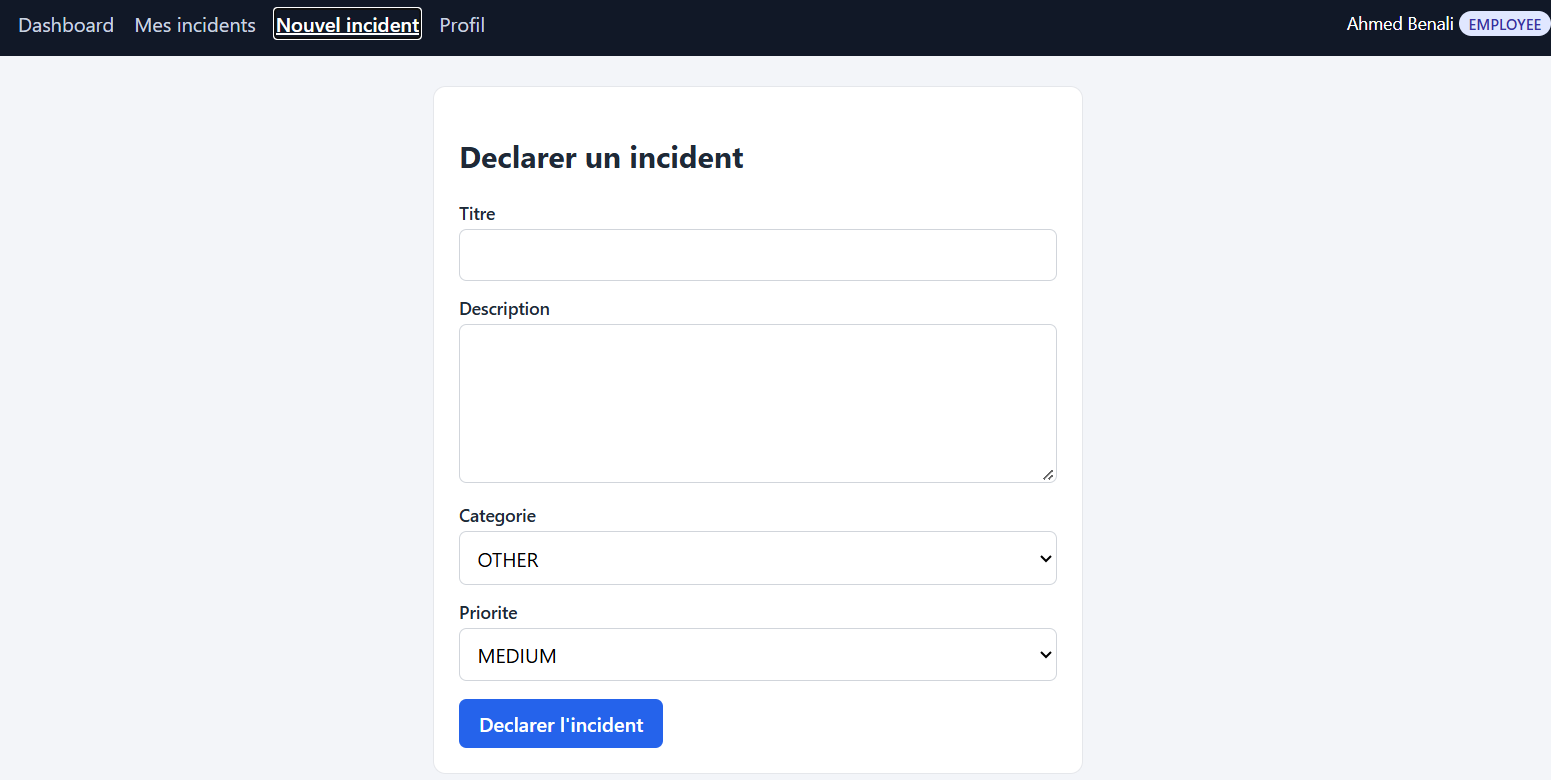 Dashboard Mes incidents Nouvel incident Profil Ahmed Benali EMPLOYEE
Declarer un incident
Titre
Description
Categorie
OTHER
Priorite
MEDIUM
Declarer l'incident